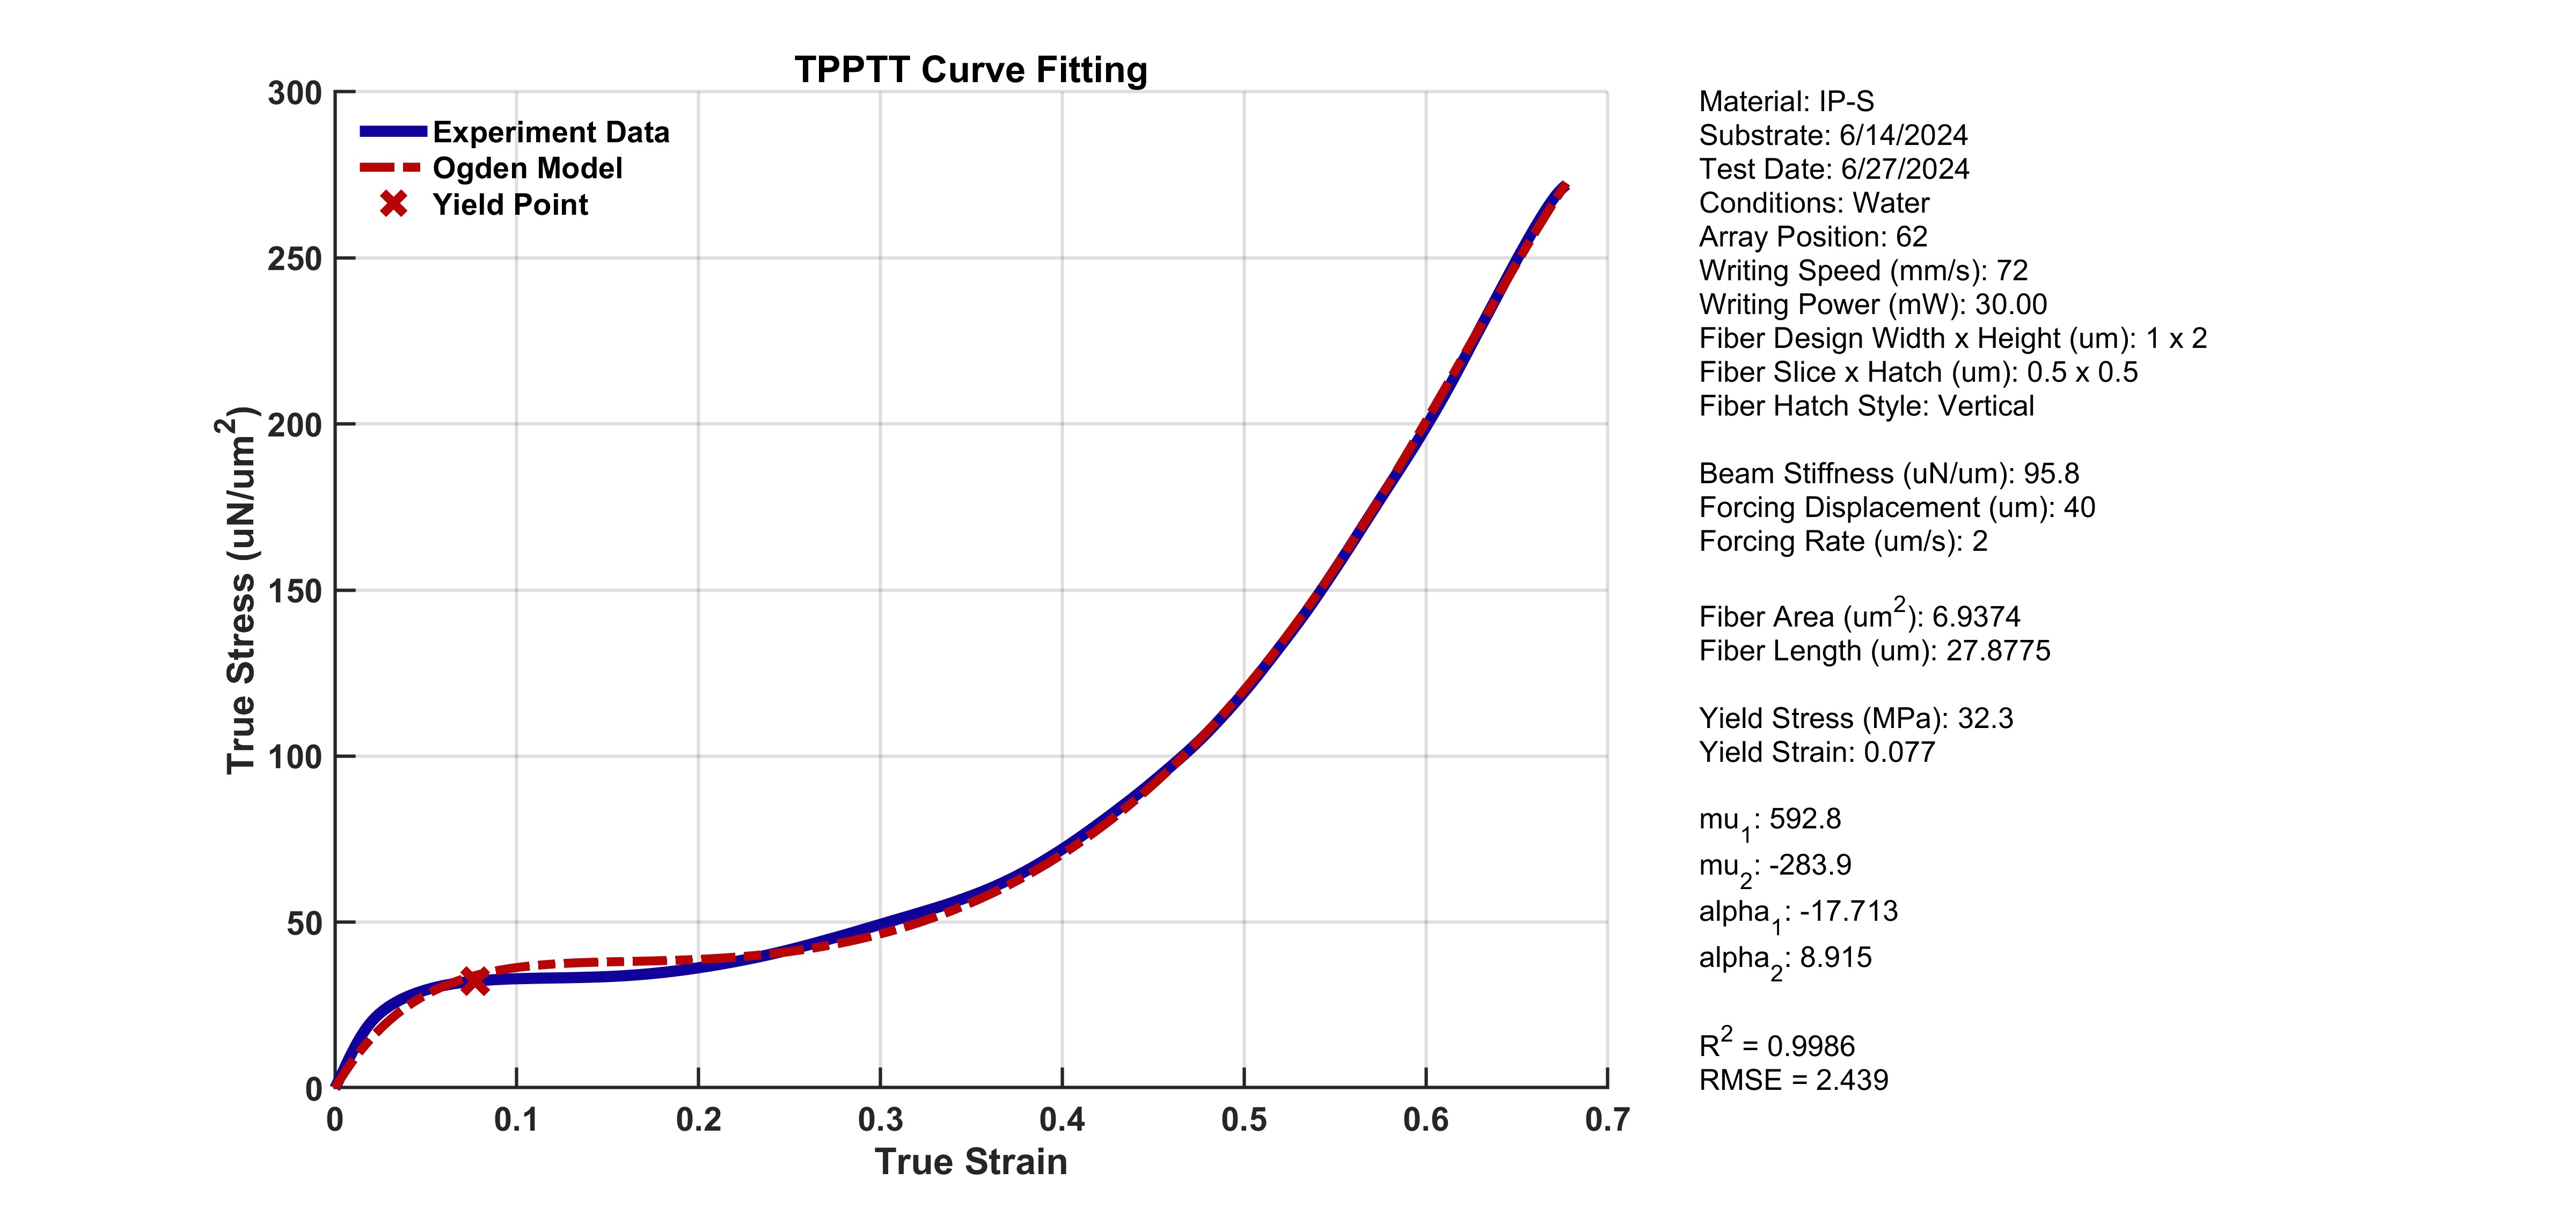 TPPTT Curve Fitting
300
250
200
150
100
50
0
True Stress (uN/um²)
Experiment Data
Ogden Model
Yield Point
0 0.1 0.2 0.3 0.4 0.5 0.6 0.7
True Strain
Material: IP-S
Substrate: 6/14/2024
Test Date: 6/27/2024
Conditions: Water
Array Position: 62
Writing Speed (mm/s): 72
Writing Power (mW): 30.00
Fiber Design Width x Height (um): 1 x 2
Fiber Slice x Hatch (um): 0.5 x 0.5
Fiber Hatch Style: Vertical
Beam Stiffness (uN/um): 95.8
Forcing Displacement (um): 40
Forcing Rate (um/s): 2
Fiber Area (um²): 6.9374
Fiber Length (um): 27.8775
Yield Stress (MPa): 32.3
Yield Strain: 0.077
mu₁: 592.8
mu₂: -283.9
alpha₁: -17.713
alpha₂: 8.915
R² = 0.9986
RMSE = 2.439